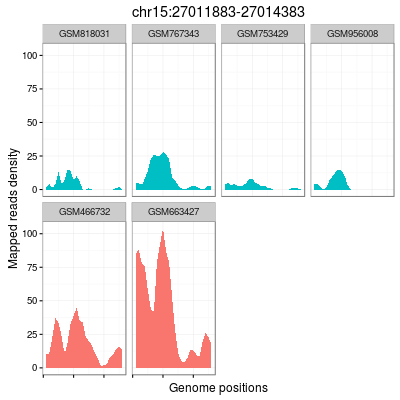 chr15:27011883-27014383
GSM818031 GSM767343 GSM753429 GSM956008
100
75
50
25
0
Mapped reads density
GSM466732 GSM663427
100
75
50
25
0
Genome positions